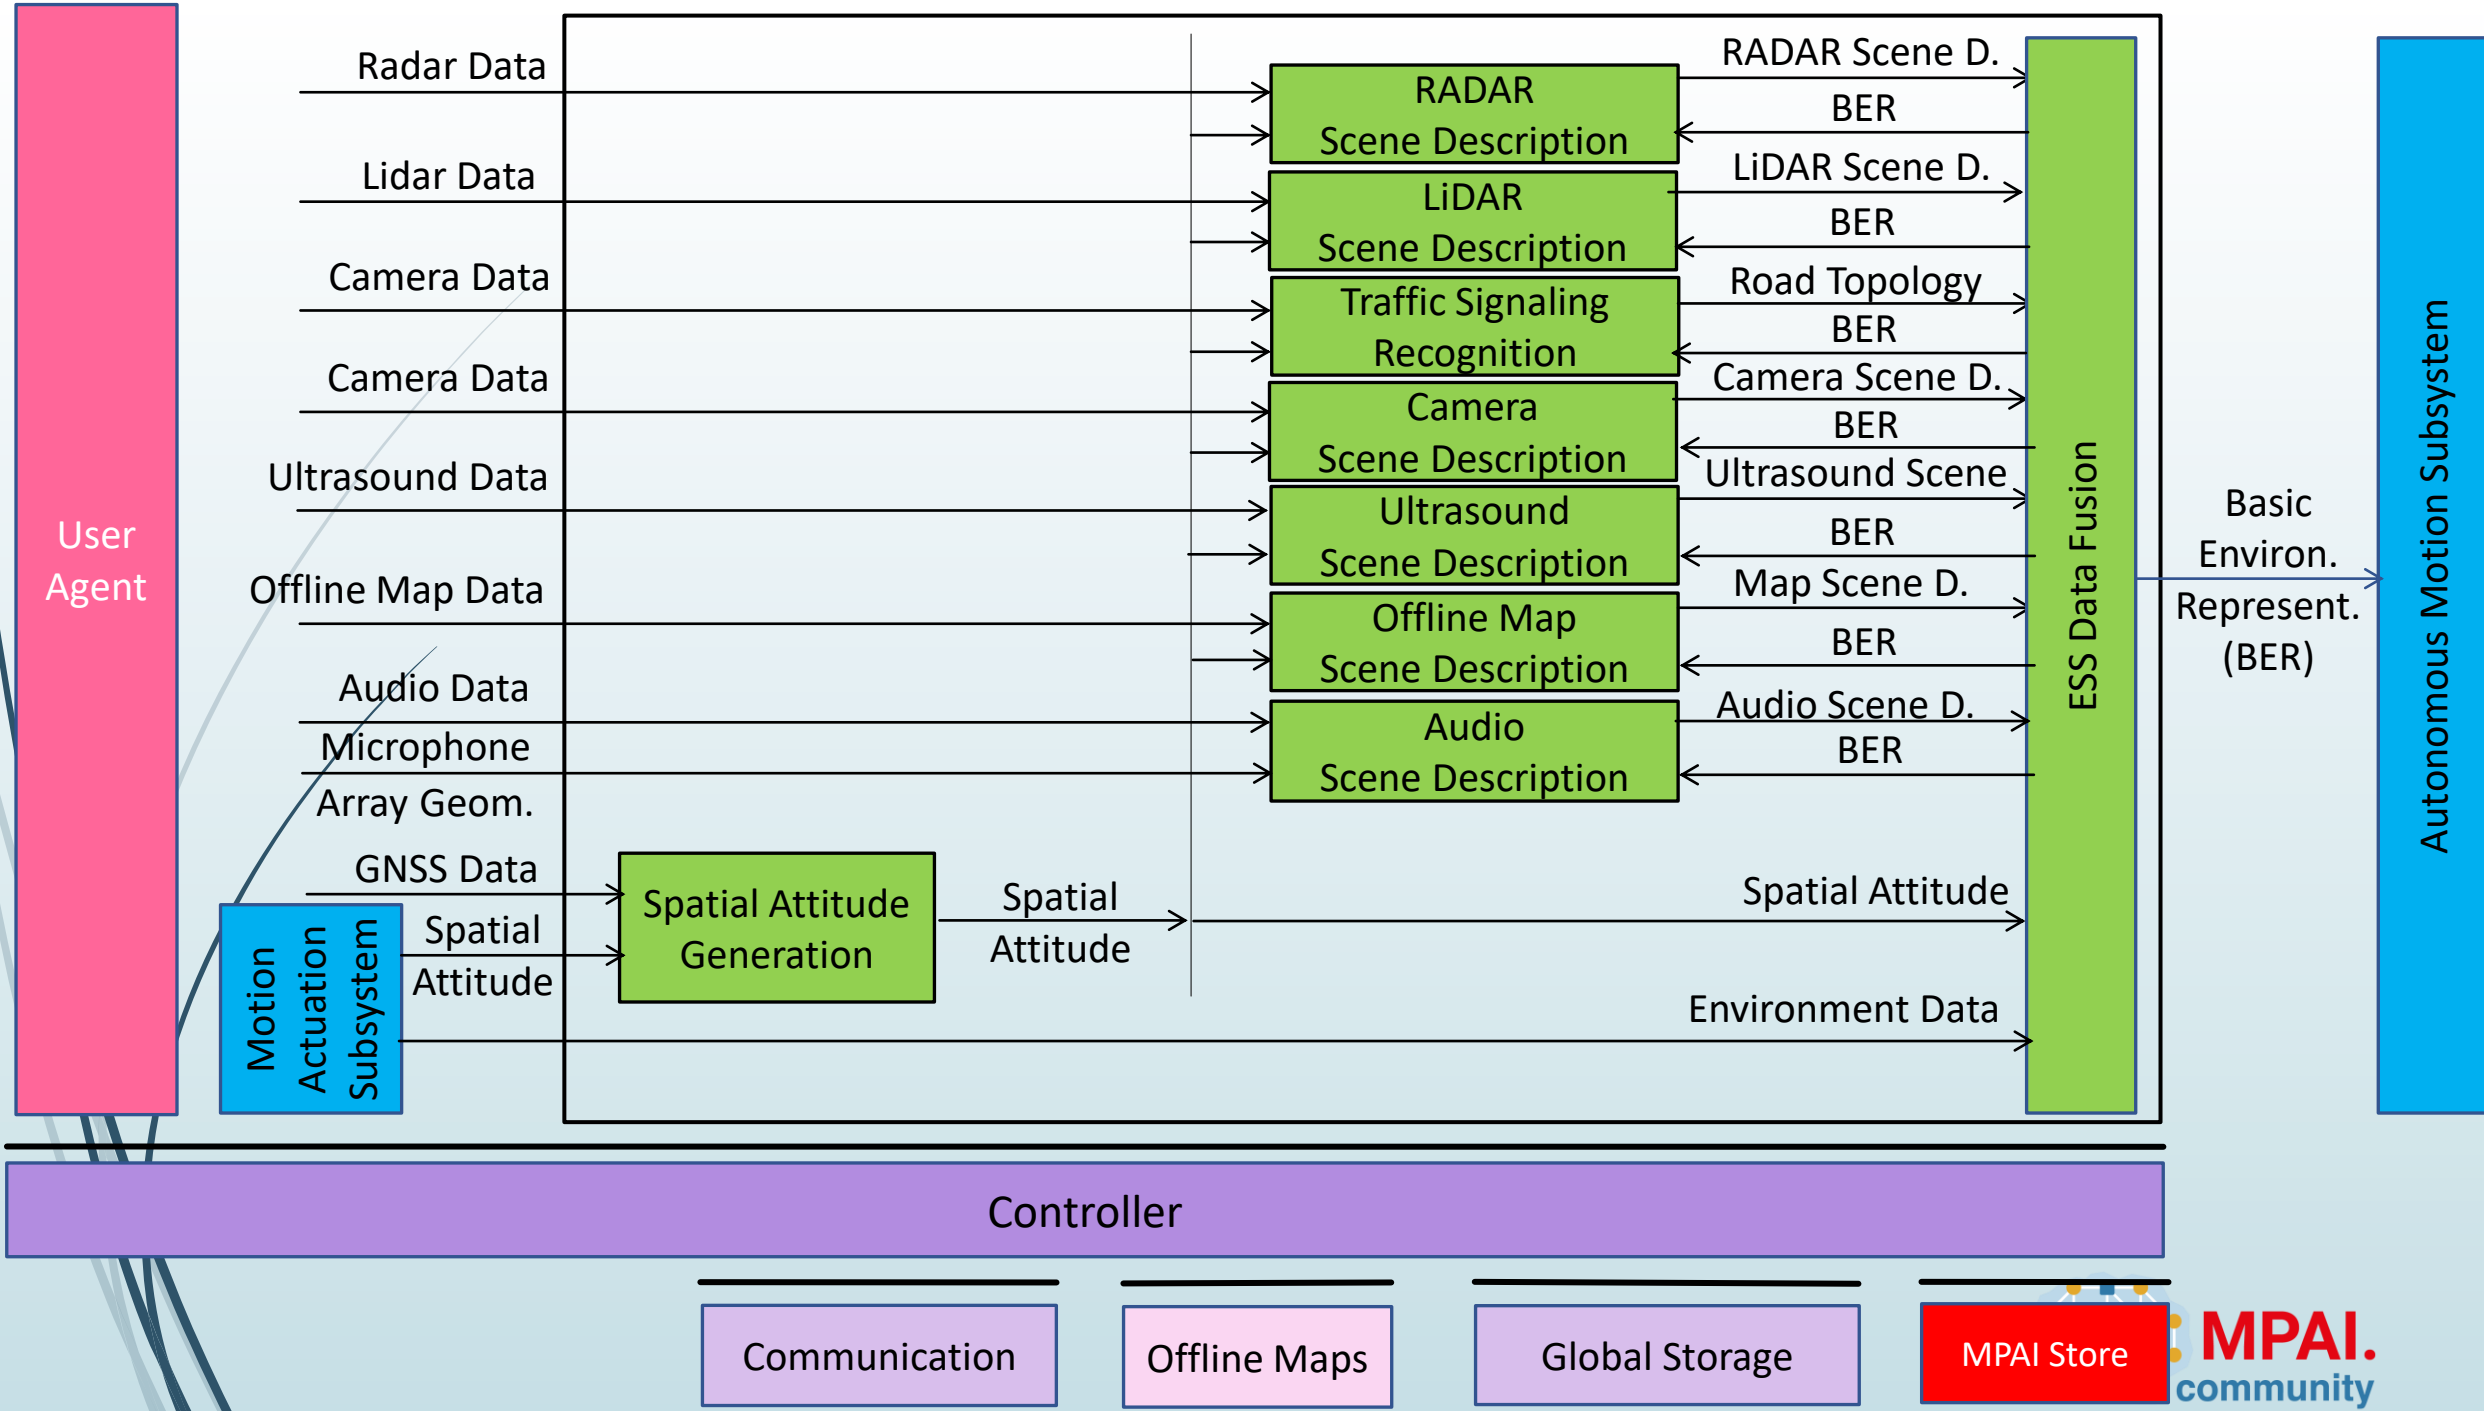 User
Agent
Radar Data
Lidar Data
Camera Data
Camera Data
Ultrasound Data
Offline Map Data
Audio Data
Microphone
Array Geom.
GNSS Data
Spatial
Attitude
Motion
Actuation
Subsystem
Spatial Attitude
Generation
Spatial
Attitude
RADAR
Scene Description
LiDAR
Scene Description
Traffic Signaling
Recognition
Camera
Scene Description
Ultrasound
Scene Description
Offline Map
Scene Description
Audio
Scene Description
RADAR Scene D.
BER
LiDAR Scene D.
BER
Road Topology
BER
Camera Scene D.
BER
Ultrasound Scene
BER
Map Scene D.
BER
Audio Scene D.
BER
Spatial Attitude
Environment Data
ESS Data Fusion
Basic
Environ.
Represent.
(BER)
Autonomous Motion Subsystem
Controller
Communication
Offline Maps
Global Storage
MPAI Store
MPAI.
community